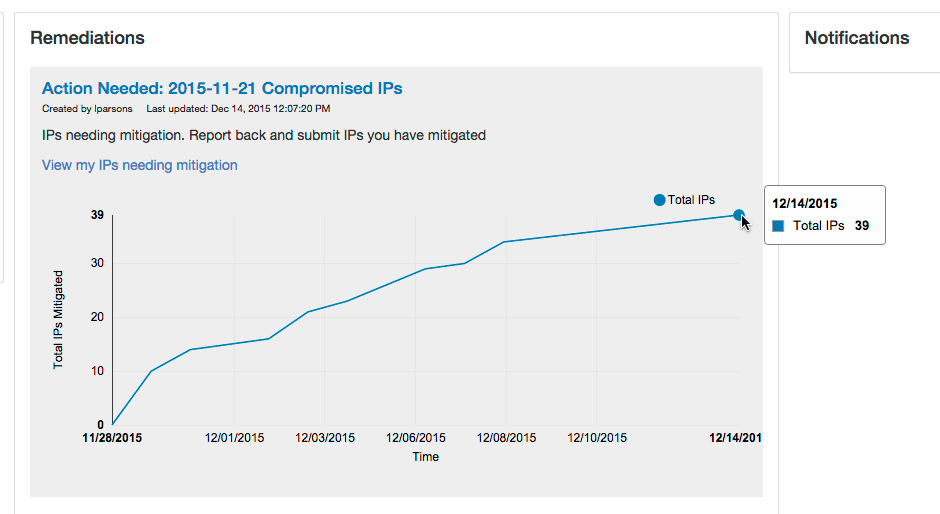 Remediations
Notifications
Action Needed: 2015-11-21 Compromised IPs
Created by lparsons Last updated: Dec 14, 2015 12:07:20 PM
IPs needing mitigation. Report back and submit IPs you have mitigated
View my IPs needing mitigation
Total IPs
12/14/2015
Total IPs 39
39
30
20
10
0
Total IPs Mitigated
11/28/2015 12/01/2015 12/03/2015 12/06/2015 12/08/2015 12/10/2015 12/14/201
Time